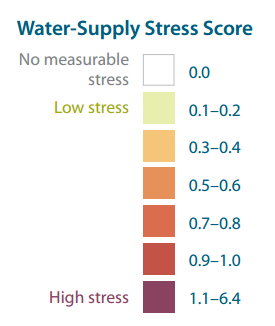 Water-Supply Stress Score
No measurable
stress
0.0
Low stress
0.1–0.2
0.3–0.4
0.5–0.6
0.7–0.8
0.9–1.0
High stress
1.1–6.4